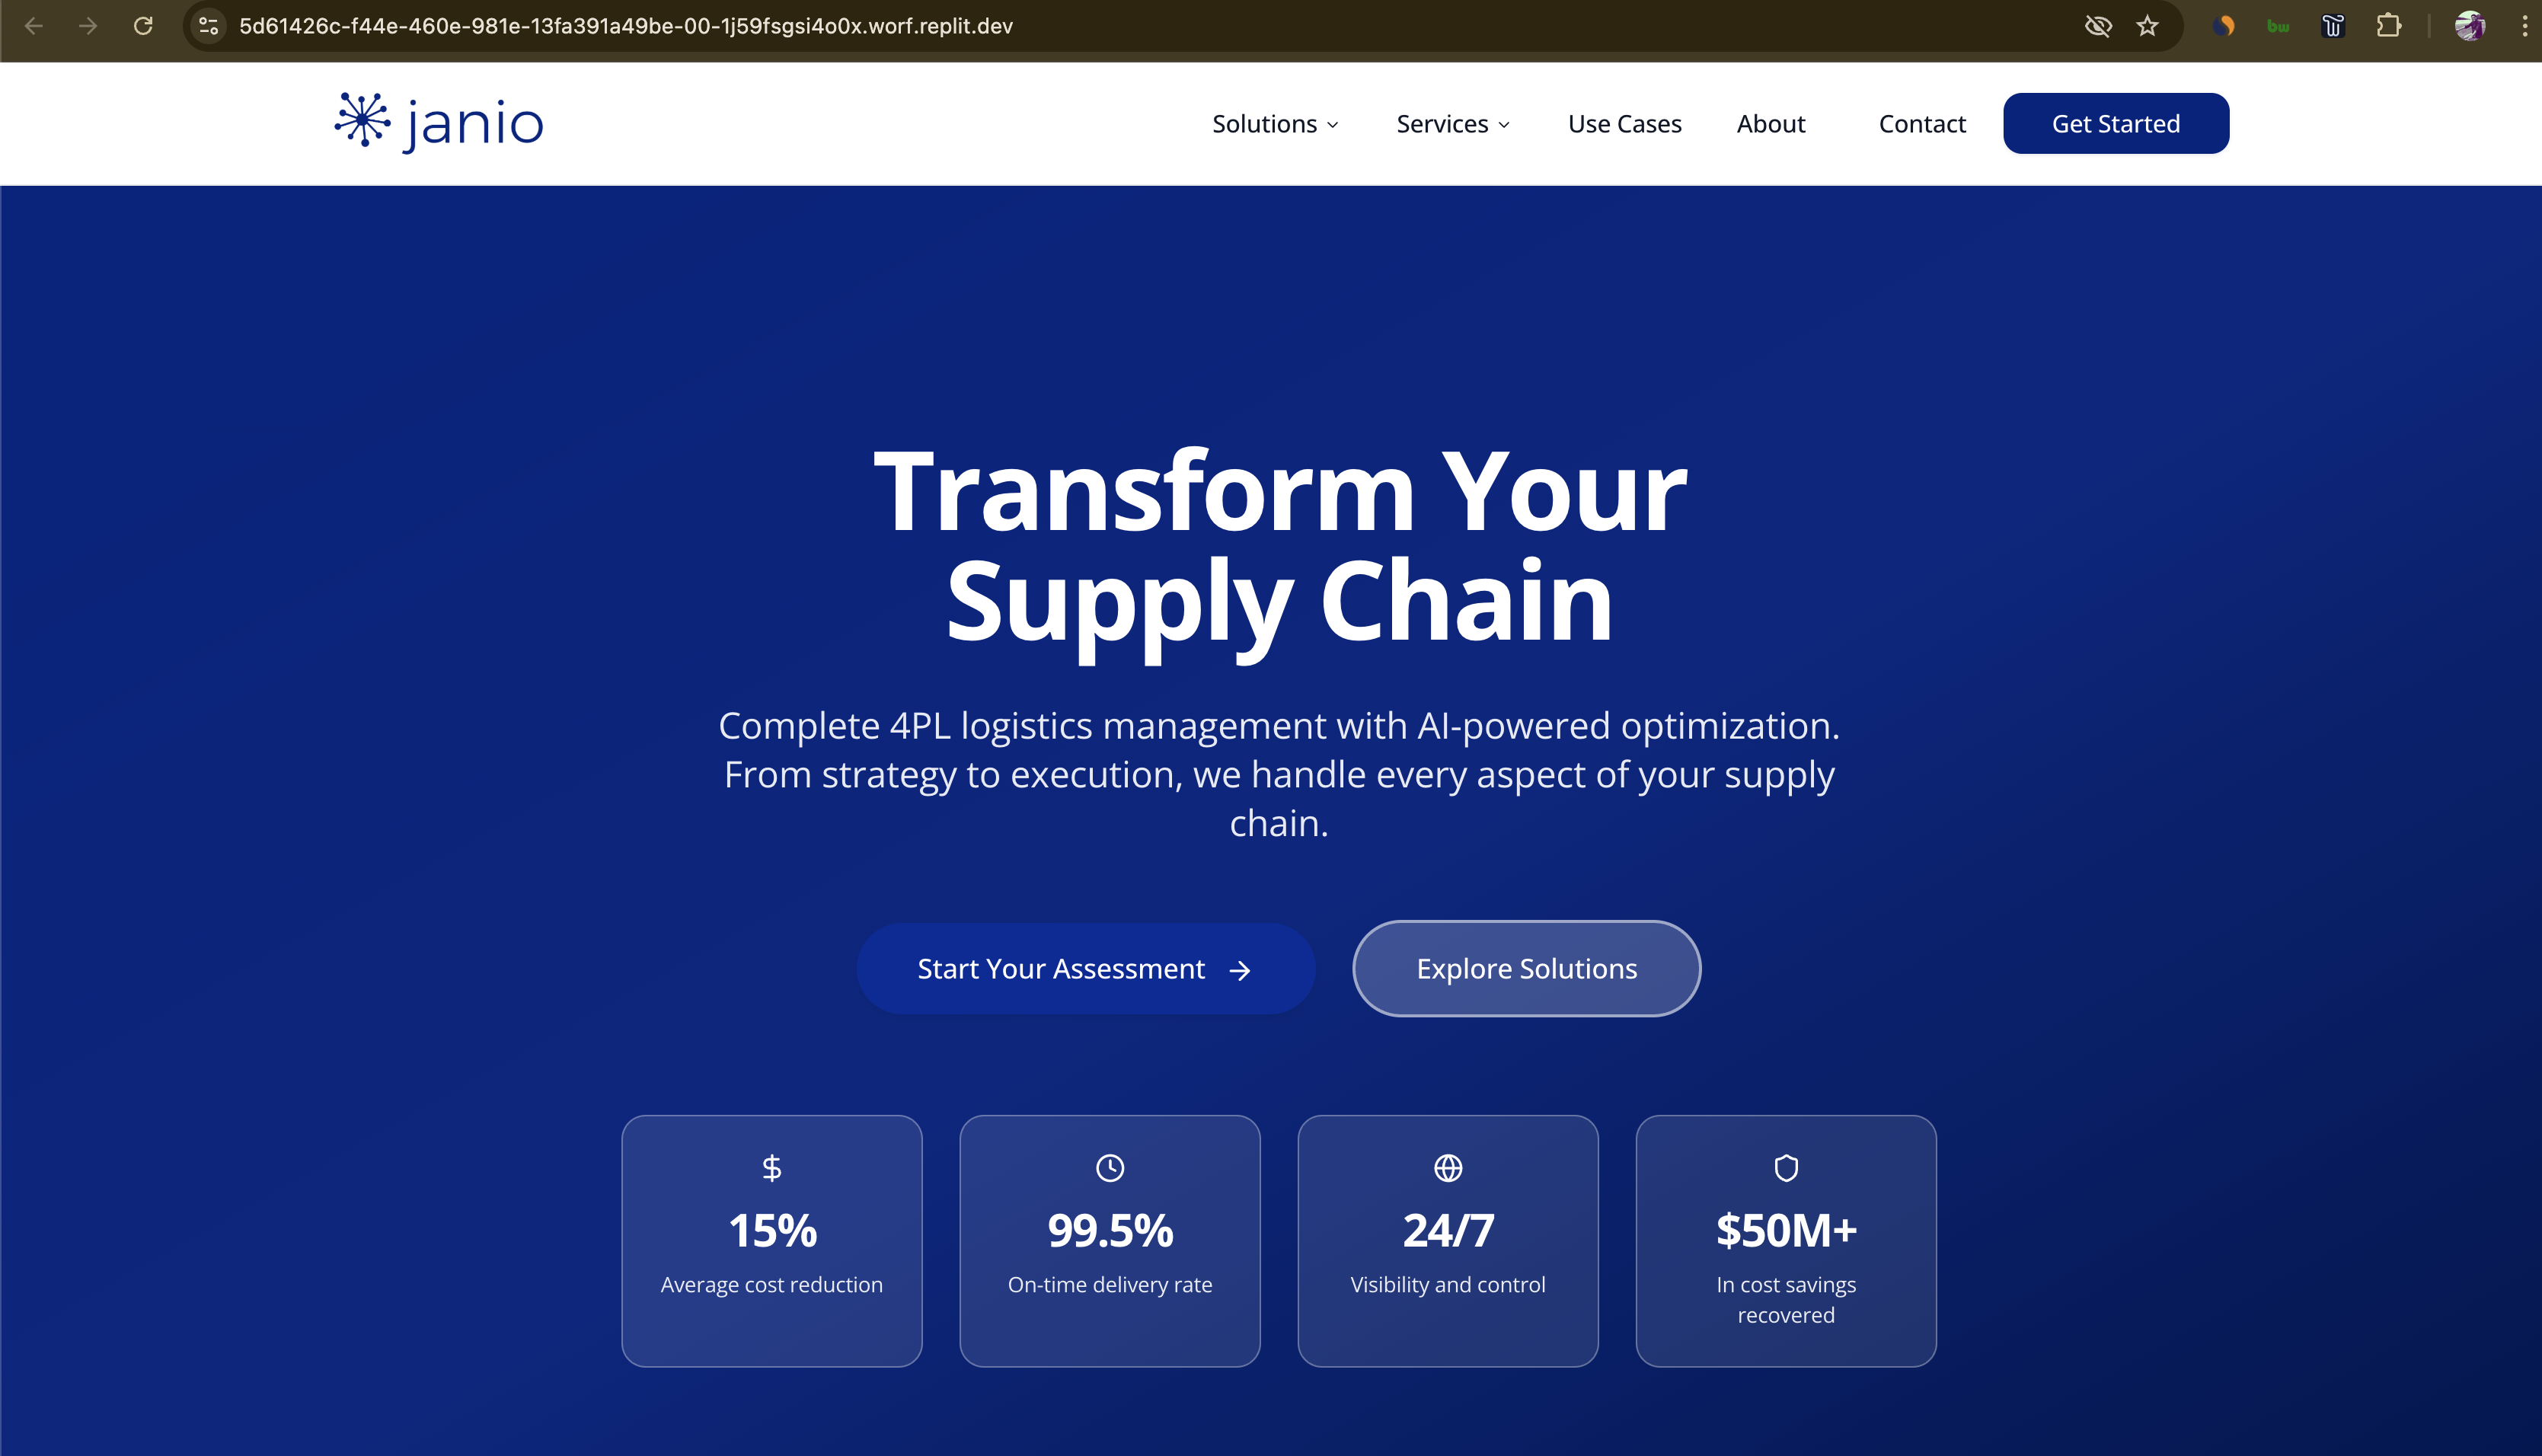 5d61426c-f44e-460e-981e-13fa391a49be-00-1j59fsgsi4o0x.worf.replit.dev
bw
janio
Solutions
Services
Use Cases
About
Contact
Get Started
Transform Your
Supply Chain
Complete 4PL logistics management with AI-powered optimization.
From strategy to execution, we handle every aspect of your supply
chain.
Start Your Assessment →
Explore Solutions
$
15%
Average cost reduction
99.5%
On-time delivery rate
24/7
Visibility and control
$50M+
In cost savings
recovered